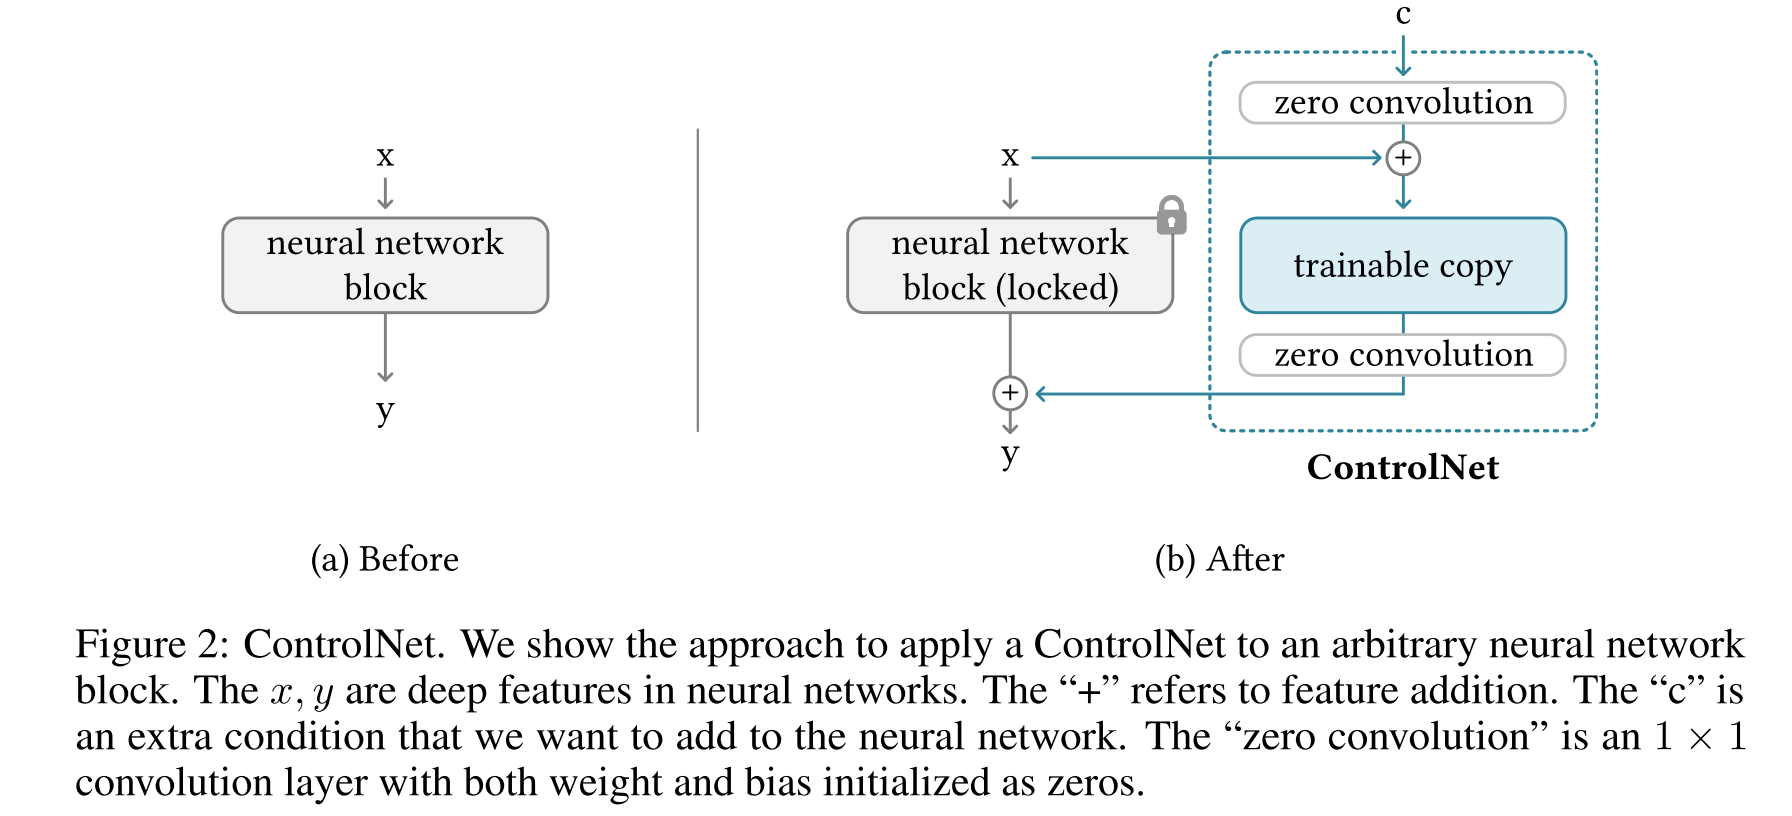 x
neural network
block
y
(a) Before
c
zero convolution
x
+
neural network
block (locked)
trainable copy
zero convolution
+
y
ControlNet
(b) After
Figure 2: ControlNet. We show the approach to apply a ControlNet to an arbitrary neural network
block. The x, y are deep features in neural networks. The “+” refers to feature addition. The “c” is
an extra condition that we want to add to the neural network. The “zero convolution” is an 1 × 1
convolution layer with both weight and bias initialized as zeros.